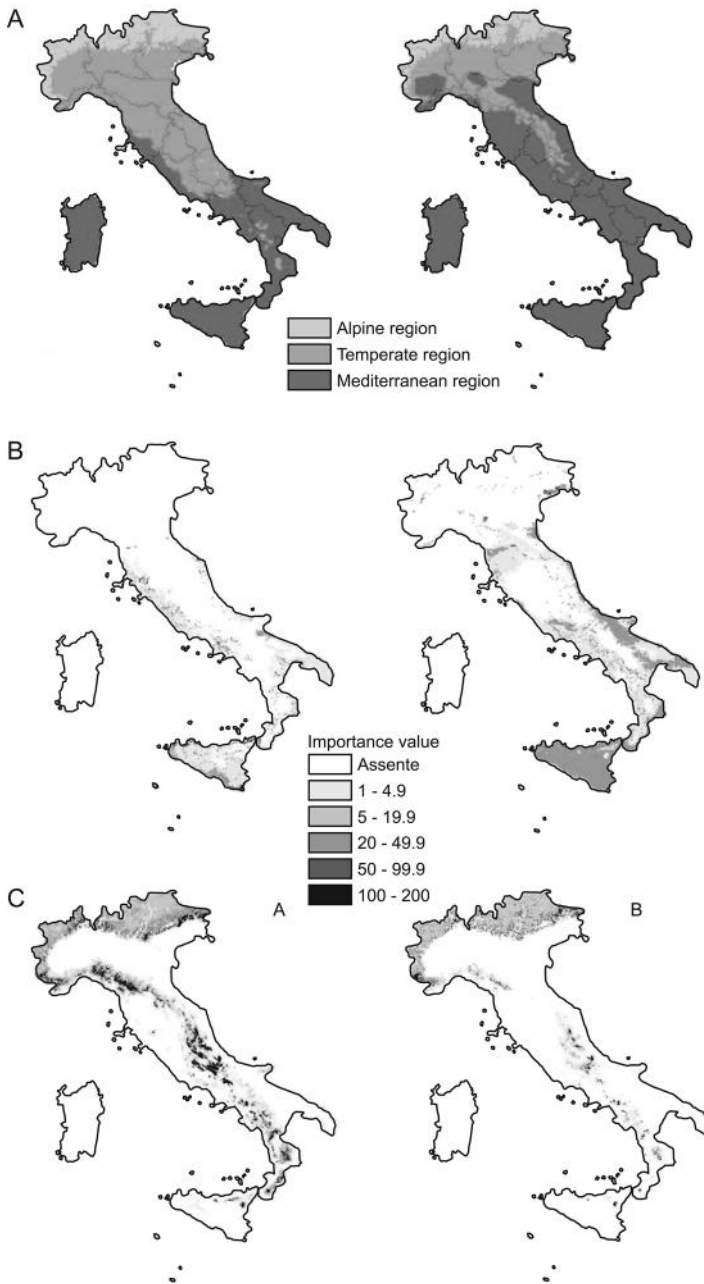 A
Alpine region
Temperate region
Mediterranean region
B
Importance value
Assente
1 - 4.9
5 - 19.9
20 - 49.9
50 - 99.9
100 - 200
C
A
B